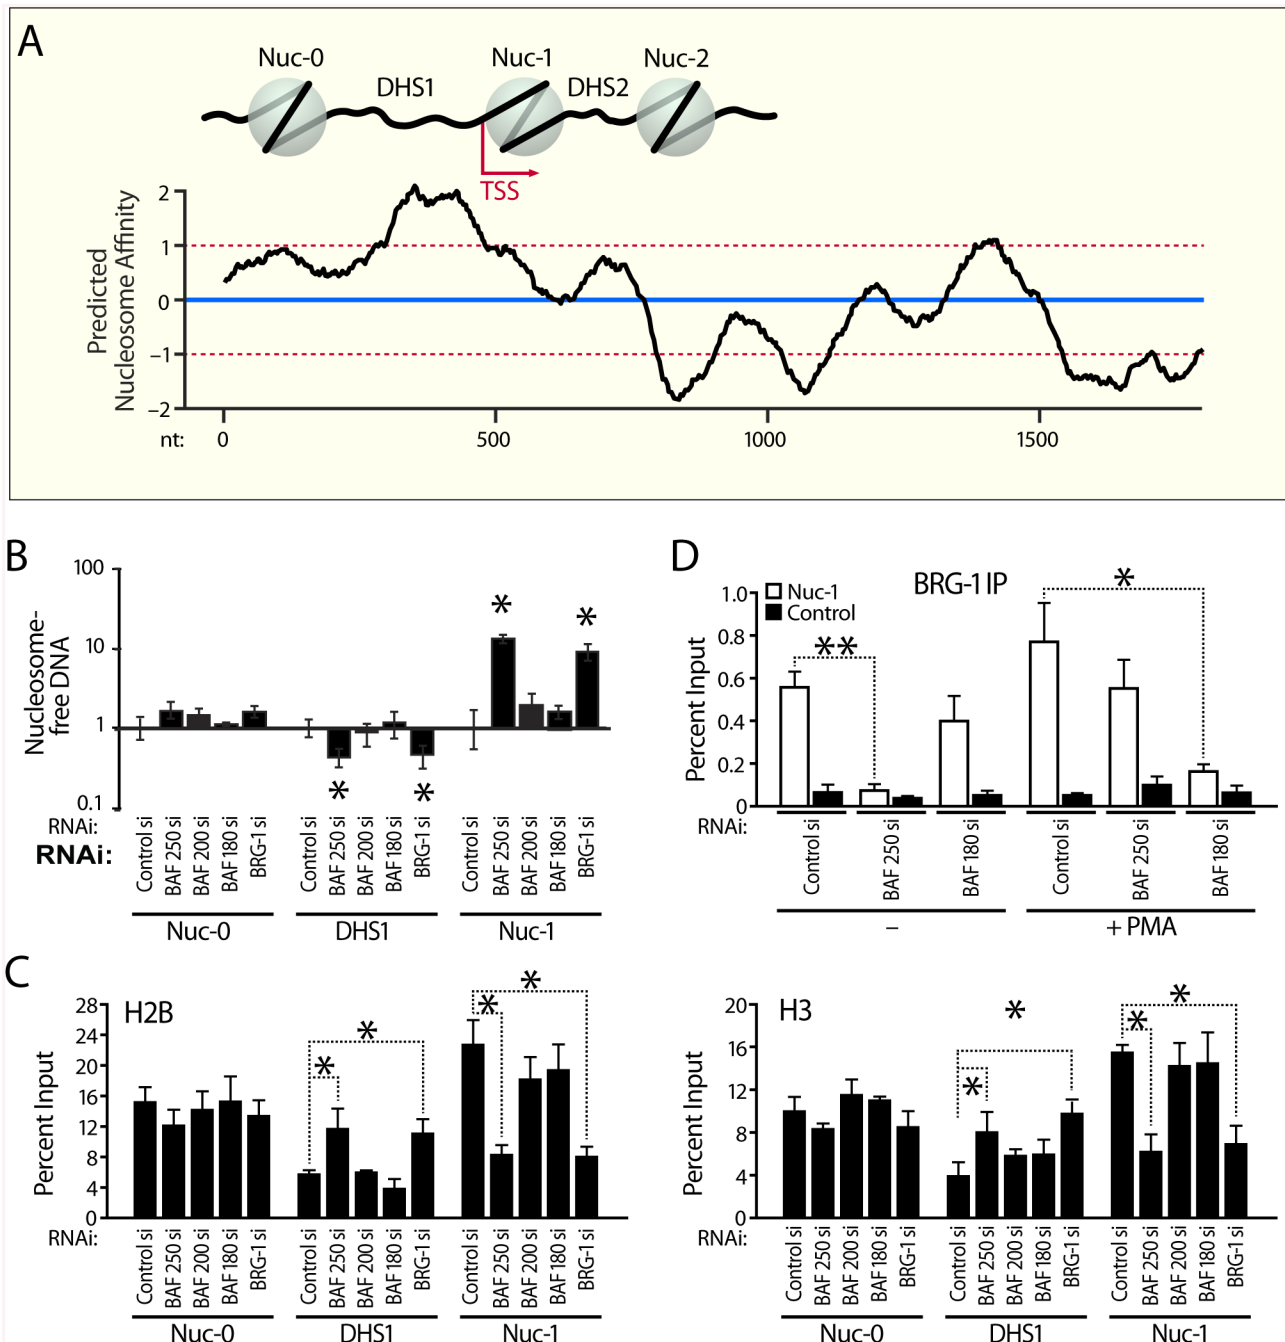 A
Nuc-0
Nuc-1
Nuc-2
DHS1
DHS2
TSS
Predicted
Nucleosome Affinity
2
1
0
−1
−2
nt:
0
500
1000
1500
B
Nucleosome-
free DNA
100
10
1
0.1
*
*
*
*
RNAi:
RNAi:
Control si
BAF 250 si
BAF 200 si
BAF 180 si
BRG-1 si
Control si
BAF 250 si
BAF 200 si
BAF 180 si
BRG-1 si
Control si
BAF 250 si
BAF 200 si
BAF 180 si
BRG-1 si
Nuc-0
DHS1
Nuc-1
D
BRG-1 IP
Nuc-1
Control
Percent Input
1.0
0.8
0.6
0.4
0.2
0
**
*
RNAi:
Control si
BAF 250 si
BAF 180 si
Control si
BAF 250 si
BAF 180 si
−
+ PMA
C
H2B
Percent Input
28
24
20
16
12
8
4
0
*
*
*
*
RNAi:
Control si
BAF 250 si
BAF 200 si
BAF 180 si
BRG-1 si
Control si
BAF 250 si
BAF 200 si
BAF 180 si
BRG-1 si
Control si
BAF 250 si
BAF 200 si
BAF 180 si
BRG-1 si
Nuc-0
DHS1
Nuc-1
H3
Percent Input
20
16
12
8
4
0
*
*
*
*
RNAi:
Control si
BAF 250 si
BAF 200 si
BAF 180 si
BRG-1 si
Control si
BAF 250 si
BAF 200 si
BAF 180 si
BRG-1 si
Control si
BAF 250 si
BAF 200 si
BAF 180 si
BRG-1 si
Nuc-0
DHS1
Nuc-1